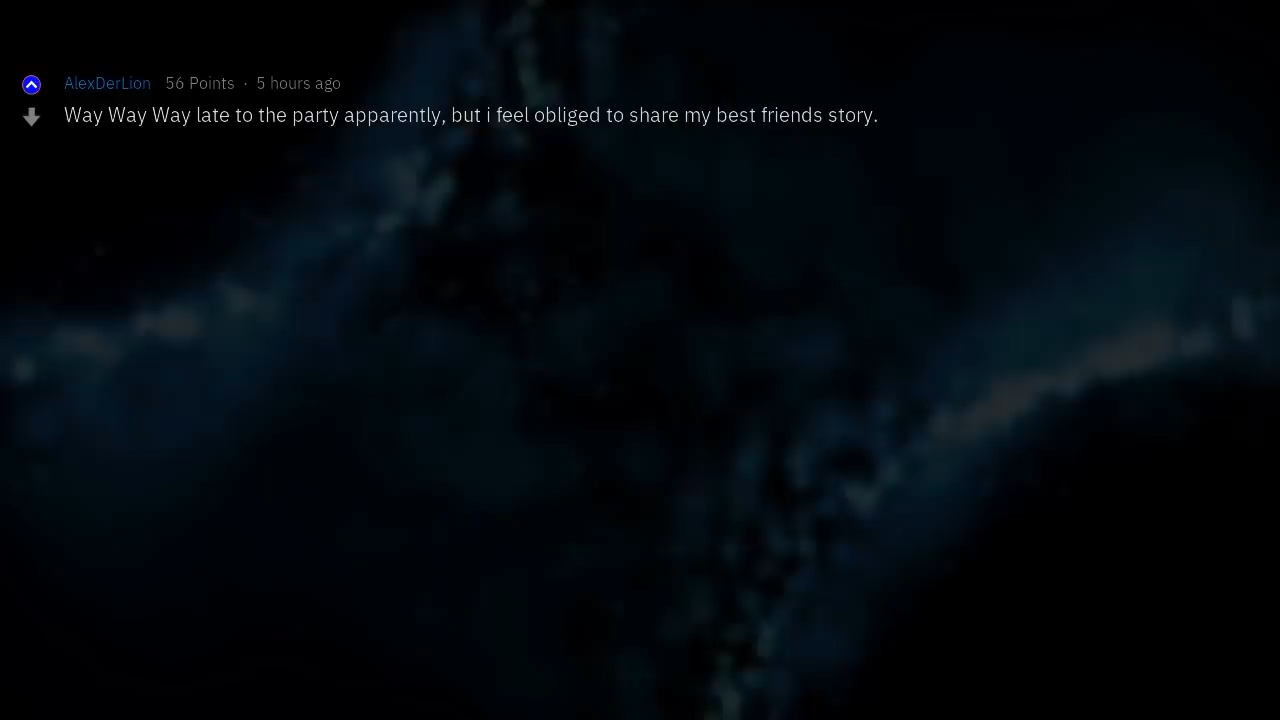 AlexDerLion 56 Points · 5 hours ago
Way Way Way late to the party apparently, but i feel obliged to share my best friends story.